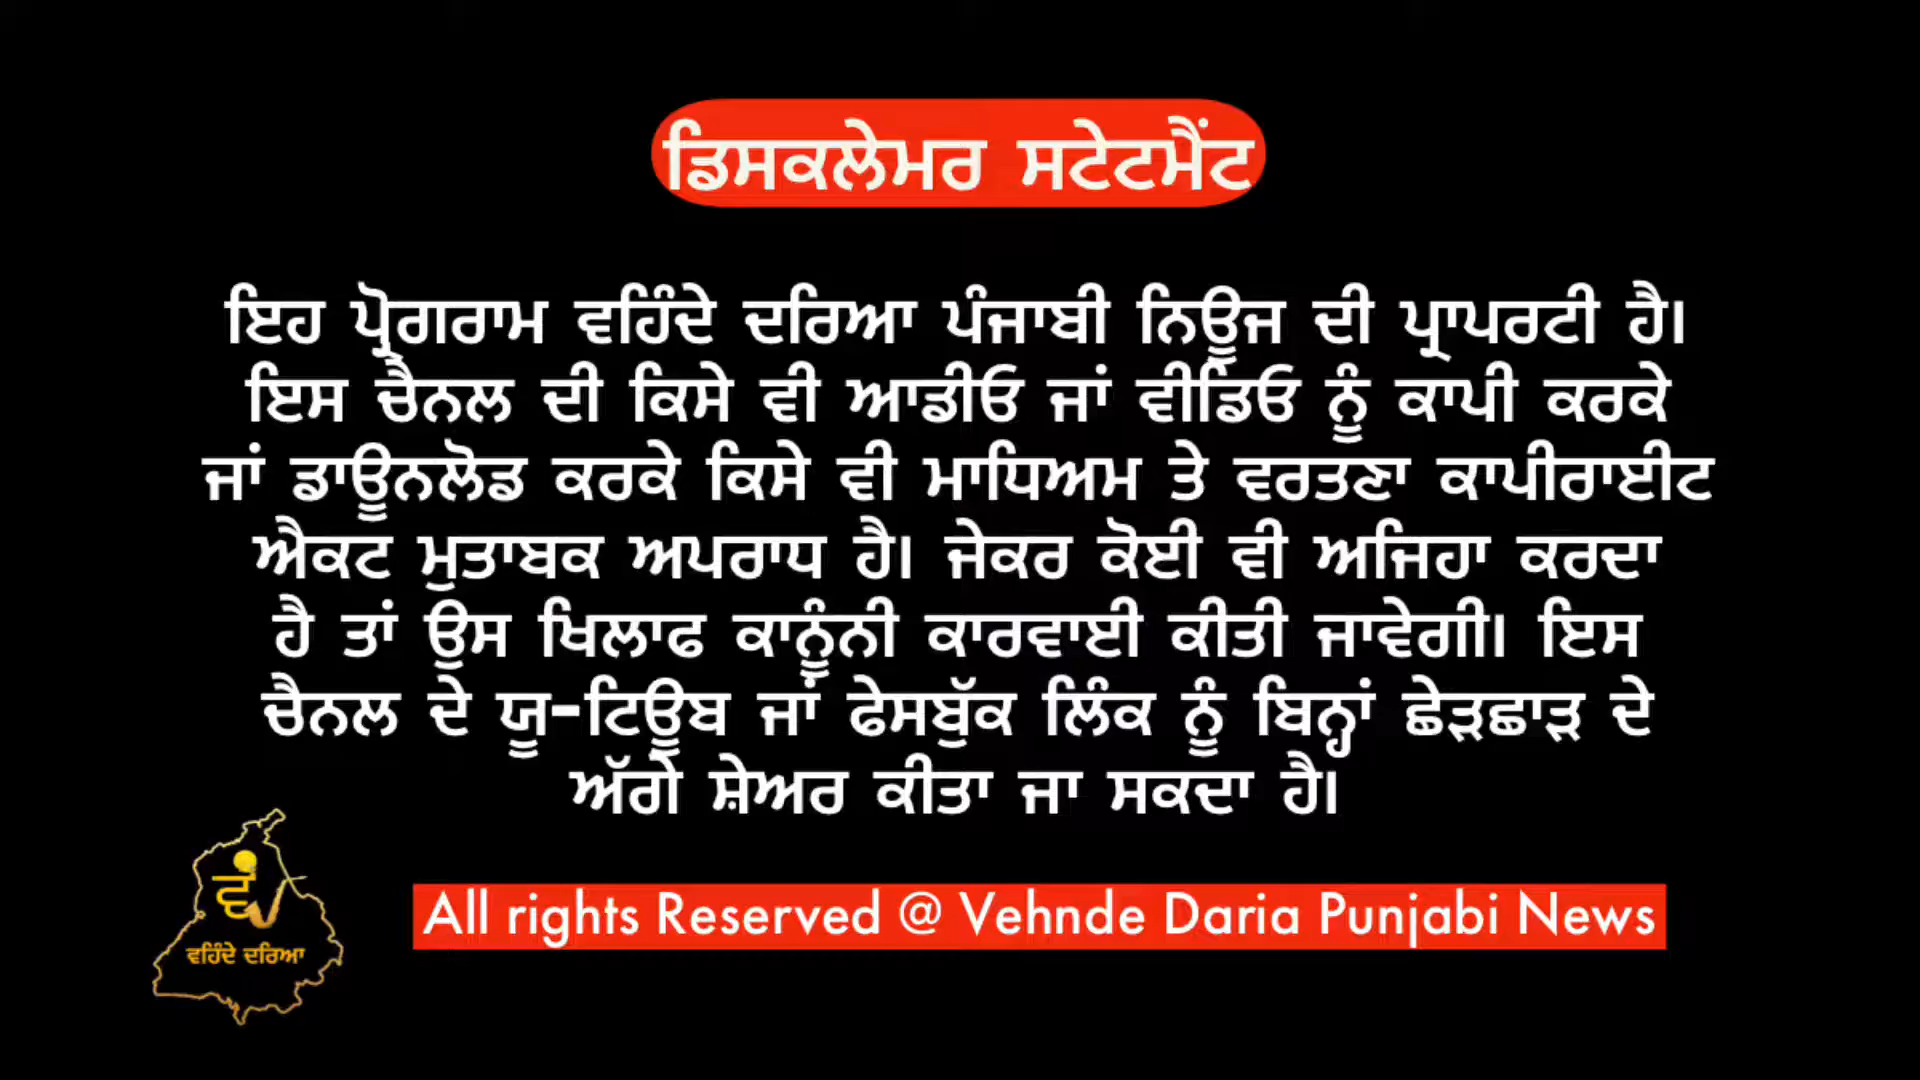 ਡਿਸਕਲੇਮਰ ਸਟੇਟਮੈਂਟ
ਇਹ ਪ੍ਰੋਗਰਾਮ ਵਹਿੰਦੇ ਦਰਿਆ ਪੰਜਾਬੀ ਨਿਊਜ ਦੀ ਪ੍ਰਾਪਰਟੀ ਹੈ।
ਇਸ ਚੈਨਲ ਦੀ ਕਿਸੇ ਵੀ ਆਡੀਓ ਜਾਂ ਵੀਡਿਓ ਨੂੰ ਕਾਪੀ ਕਰਕੇ
ਜਾਂ ਡਾਊਨਲੋਡ ਕਰਕੇ ਕਿਸੇ ਵੀ ਮਾਧਿਅਮ ਤੇ ਵਰਤਣਾ ਕਾਪੀਰਾਈਟ
ਐਕਟ ਮੁਤਾਬਕ ਅਪਰਾਧ ਹੈ। ਜੇਕਰ ਕੋਈ ਵੀ ਅਜਿਹਾ ਕਰਦਾ
ਹੈ ਤਾਂ ਉਸ ਖਿਲਾਫ ਕਾਨੂੰਨੀ ਕਾਰਵਾਈ ਕੀਤੀ ਜਾਵੇਗੀ। ਇਸ
ਚੈਨਲ ਦੇ ਯੂ-ਟਿਊਬ ਜਾਂ ਫੇਸਬੁੱਕ ਲਿੰਕ ਨੂੰ ਬਿਨ੍ਹਾਂ ਛੇੜਛਾੜ ਦੇ
ਅੱਗੇ ਸ਼ੇਅਰ ਕੀਤਾ ਜਾ ਸਕਦਾ ਹੈ।
All rights Reserved @ Vehnde Daria Punjabi News
ਵਹਿੰਦੇ ਦਰਿਆ